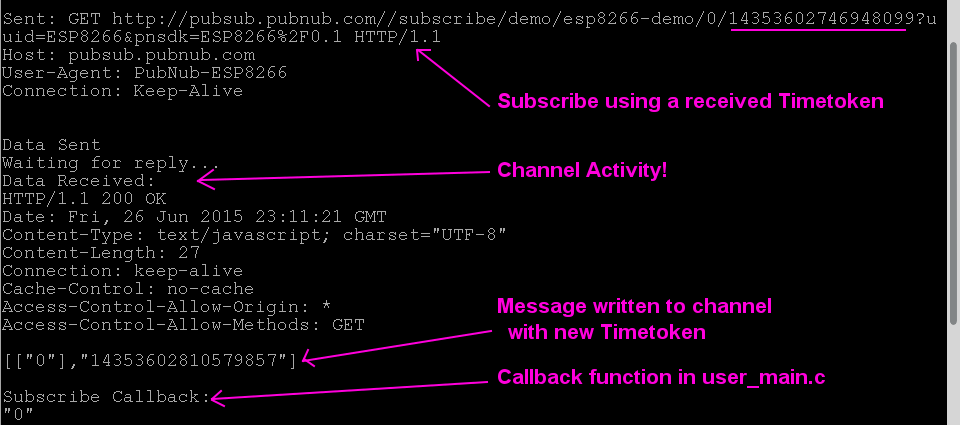 Sent: GET http://pubsub.pubnub.com//subscribe/demo/esp8266-demo/0/14353602746948099?u
uid=ESP8266&pnsdk=ESP8266%2F0.1 HTTP/1.1
Host: pubsub.pubnub.com
User-Agent: PubNub-ESP8266
Connection: Keep-Alive
Subscribe using a received Timetoken
Data Sent
Waiting for reply...
Channel Activity!
Data Received:
HTTP/1.1 200 OK
Date: Fri, 26 Jun 2015 23:11:21 GMT
Content-Type: text/javascript; charset="UTF-8"
Content-Length: 27
Connection: keep-alive
Cache-Control: no-cache
Access-Control-Allow-Origin: *
Access-Control-Allow-Methods: GET
Message written to channel
with new Timetoken
[["0"],"14353602810579857"]
Callback function in user_main.c
Subscribe Callback:
"0"